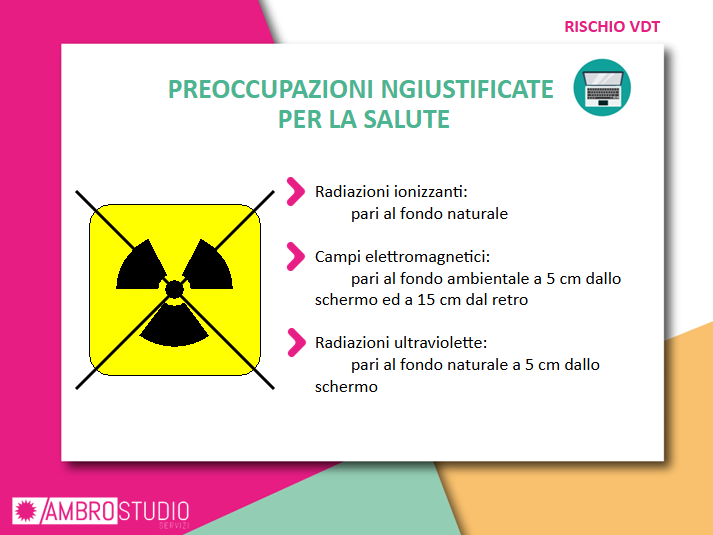 RISCHIO VDT
PREOCCUPAZIONI NGIUSTIFICATE
PER LA SALUTE
Radiazioni ionizzanti:
pari al fondo naturale
Campi elettromagnetici:
pari al fondo ambientale a 5 cm dallo
schermo ed a 15 cm dal retro
Radiazioni ultraviolette:
pari al fondo naturale a 5 cm dallo
schermo
AMBROSTUDIO
SERVIZI